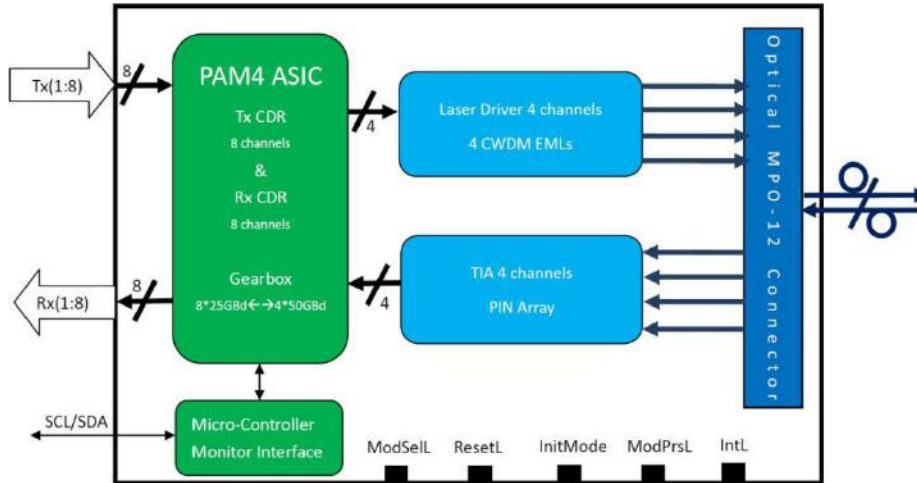 Tx(1:8)
8
PAM4 ASIC
Tx CDR
8 channels
&
Rx CDR
8 channels
Gearbox
8*25GBd←→4*50GBd
4
Laser Driver 4 channels
4 CWDM EMLs
Optical MPO-12 Connector
Rx(1:8)
8
4
TIA 4 channels
PIN Array
SCL/SDA
Micro-Controller
Monitor Interface
ModSelL
ResetL
InitMode
ModPrsL
IntL